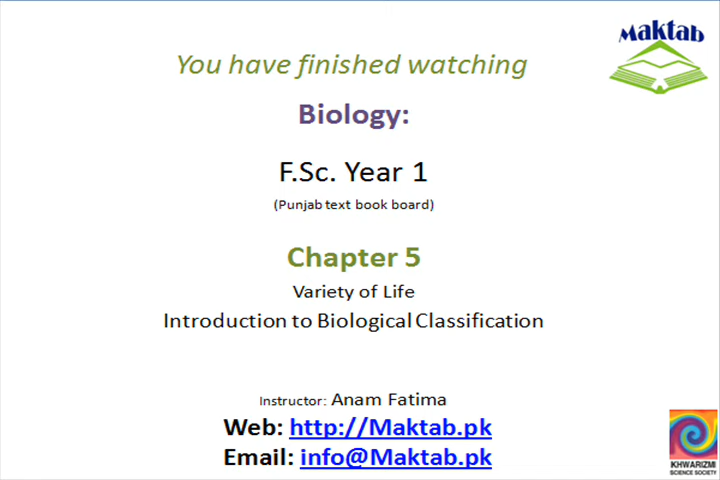 Maktab
You have finished watching
Biology:
F.Sc. Year 1
(Punjab text book board)
Chapter 5
Variety of Life
Introduction to Biological Classification
Instructor: Anam Fatima
Web: http://Maktab.pk
Email: info@Maktab.pk
KHWARIZMI
SCIENCE SOCIETY